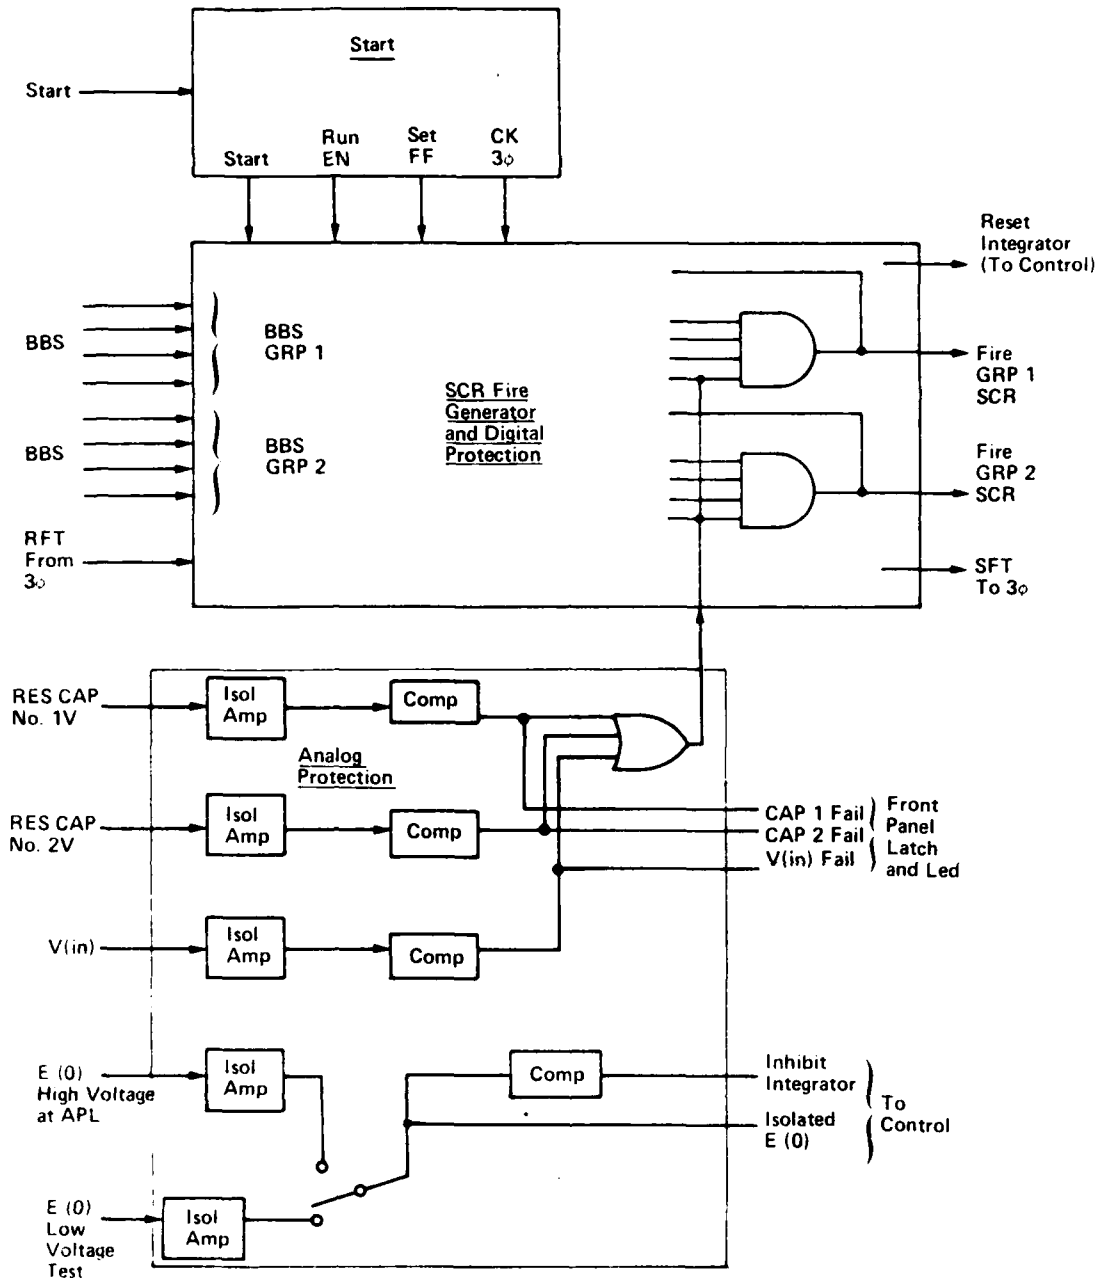 Start
Start
Run
EN
Set
FF
CK
3φ
Start
Reset
Integrator
(To Control)
BBS
BBS
GRP 1
SCR Fire
Generator
and Digital
Protection
Fire
GRP 1
SCR
BBS
BBS
GRP 2
Fire
GRP 2
SCR
RFT
From
3φ
SFT
To 3φ
RES CAP
No. 1V
Isol
Amp
Comp
Analog
Protection
RES CAP
No. 2V
Isol
Amp
Comp
CAP 1 Fail
CAP 2 Fail
V(in) Fail
Front
Panel
Latch
and Led
V(in)
Isol
Amp
Comp
E (0)
High Voltage
at APL
Isol
Amp
Comp
Inhibit
Integrator
Isolated
E (0)
To
Control
E (0)
Low
Voltage
Test
Isol
Amp